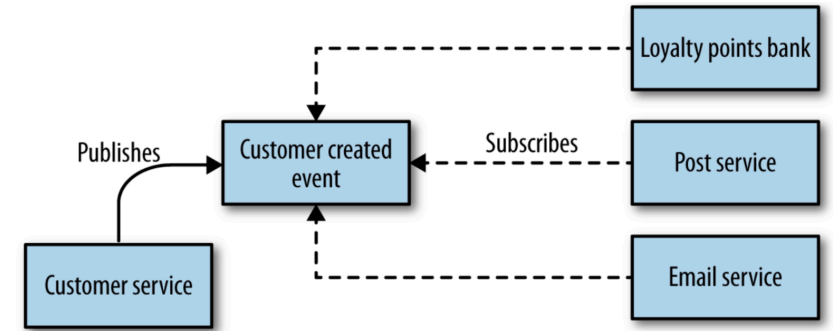 Loyalty points bank
Publishes
Customer created
event
Subscribes
Post service
Customer service
Email service